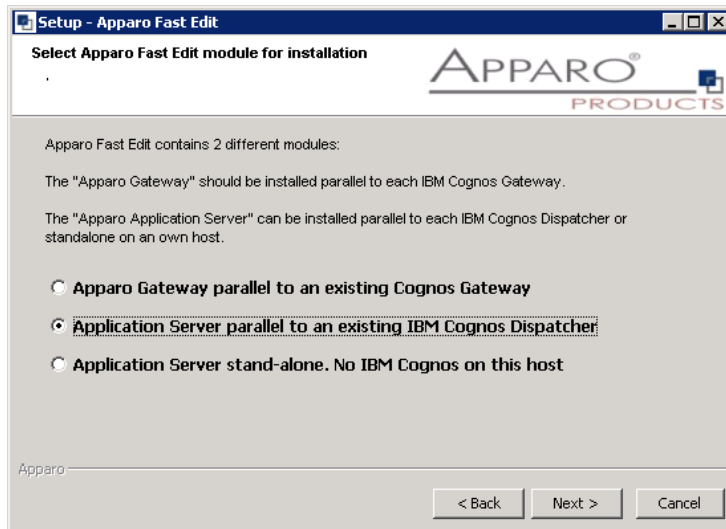 Setup - Apparo Fast Edit
Select Apparo Fast Edit module for installation
.
APPARO®
PRODUCTS
Apparo Fast Edit contains 2 different modules:
The "Apparo Gateway" should be installed parallel to each IBM Cognos Gateway.
The "Apparo Application Server" can be installed parallel to each IBM Cognos Dispatcher or
standalone on an own host.
Apparo Gateway parallel to an existing Cognos Gateway
Application Server parallel to an existing IBM Cognos Dispatcher
Application Server stand-alone. No IBM Cognos on this host
Apparo
< Back Next > Cancel